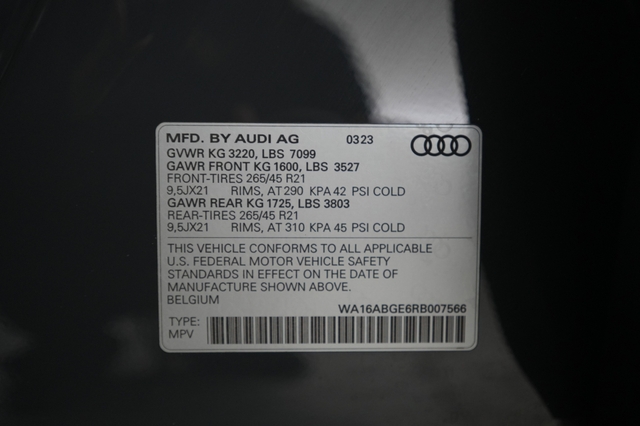 MFD. BY AUDI AG 03 23
GVWR KG 3220, LBS 7099
GAWR FRONT KG 1600, LBS 3527
FRONT-TIRES 265/45 R21
9,5JX21 RIMS, AT 290 KPA 42 PSI COLD
GAWR REAR KG 1725, LBS 3803
REAR-TIRES 265/45 R21
9,5JX21 RIMS, AT 310 KPA 45 PSI COLD
THIS VEHICLE CONFORMS TO ALL APPLICABLE
U.S. FEDERAL MOTOR VEHICLE SAFETY
STANDARDS IN EFFECT ON THE DATE OF
MANUFACTURE SHOWN ABOVE.
BELGIUM
WA16ABGE6RB007566
TYPE:
MPV